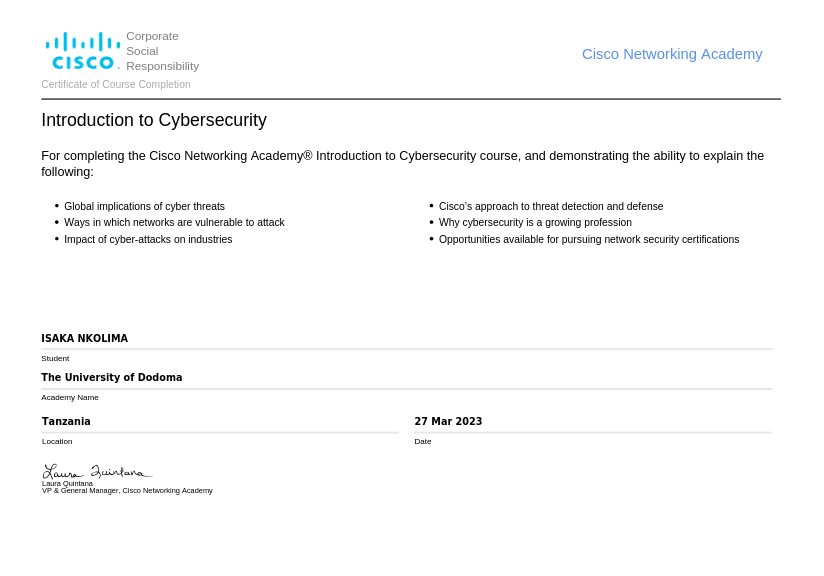 CISCO
Corporate
Social
Responsibility
Cisco Networking Academy
Certificate of Course Completion
Introduction to Cybersecurity
For completing the Cisco Networking Academy® Introduction to Cybersecurity course, and demonstrating the ability to explain the
following:
• Global implications of cyber threats
• Ways in which networks are vulnerable to attack
• Impact of cyber-attacks on industries
• Cisco’s approach to threat detection and defense
• Why cybersecurity is a growing profession
• Opportunities available for pursuing network security certifications
ISAKA NKOLIMA
Student
The University of Dodoma
Academy Name
Tanzania
Location
27 Mar 2023
Date
Laura Quintana
Laura Quintana
VP & General Manager, Cisco Networking Academy